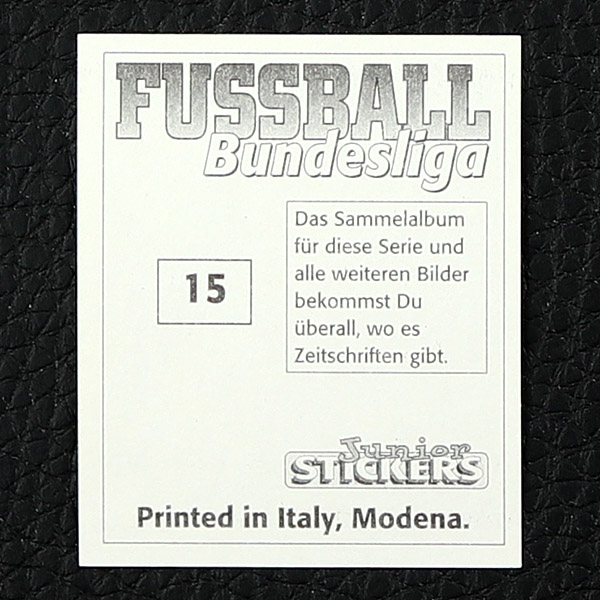 FUSSBALL
Bundesliga
Das Sammelalbum
für diese Serie und
alle weiteren Bilder
bekommst Du
überall, wo es
Zeitschriften gibt.
15
Junior
STICKERS
Printed in Italy, Modena.